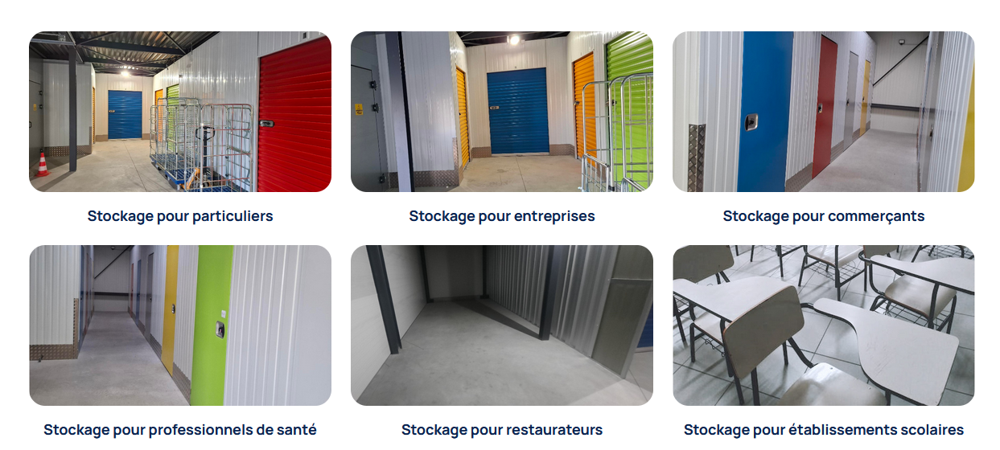 Stockage pour particuliers
Stockage pour entreprises
Stockage pour commerçants
Stockage pour professionnels de santé
Stockage pour restaurateurs
Stockage pour établissements scolaires